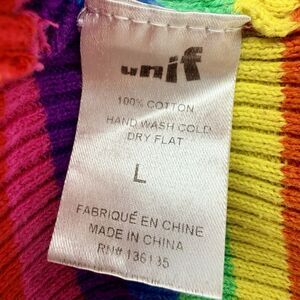 unif
100% COTTON
HAND WASH COLD
DRY FLAT
L
FABRIQUÉ EN CHINE
MADE IN CHINA
RN# 136135